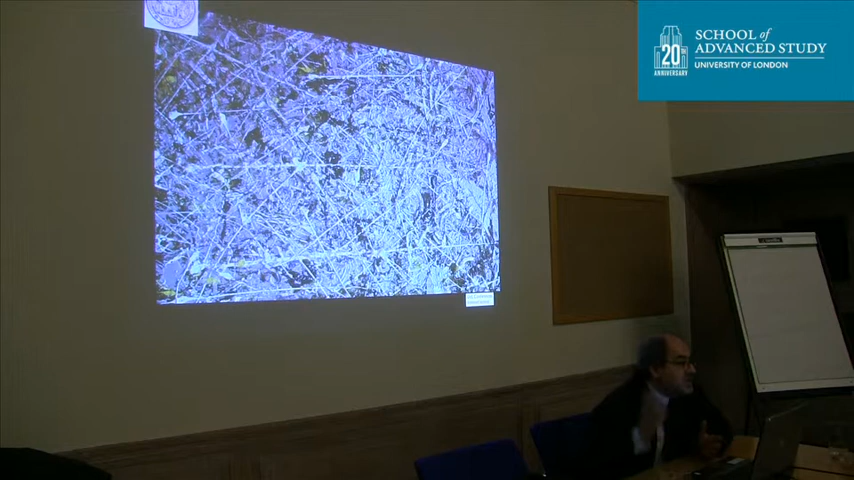 SCHOOL of
ADVANCED STUDY
UNIVERSITY OF LONDON
20
ANNIVERSARY